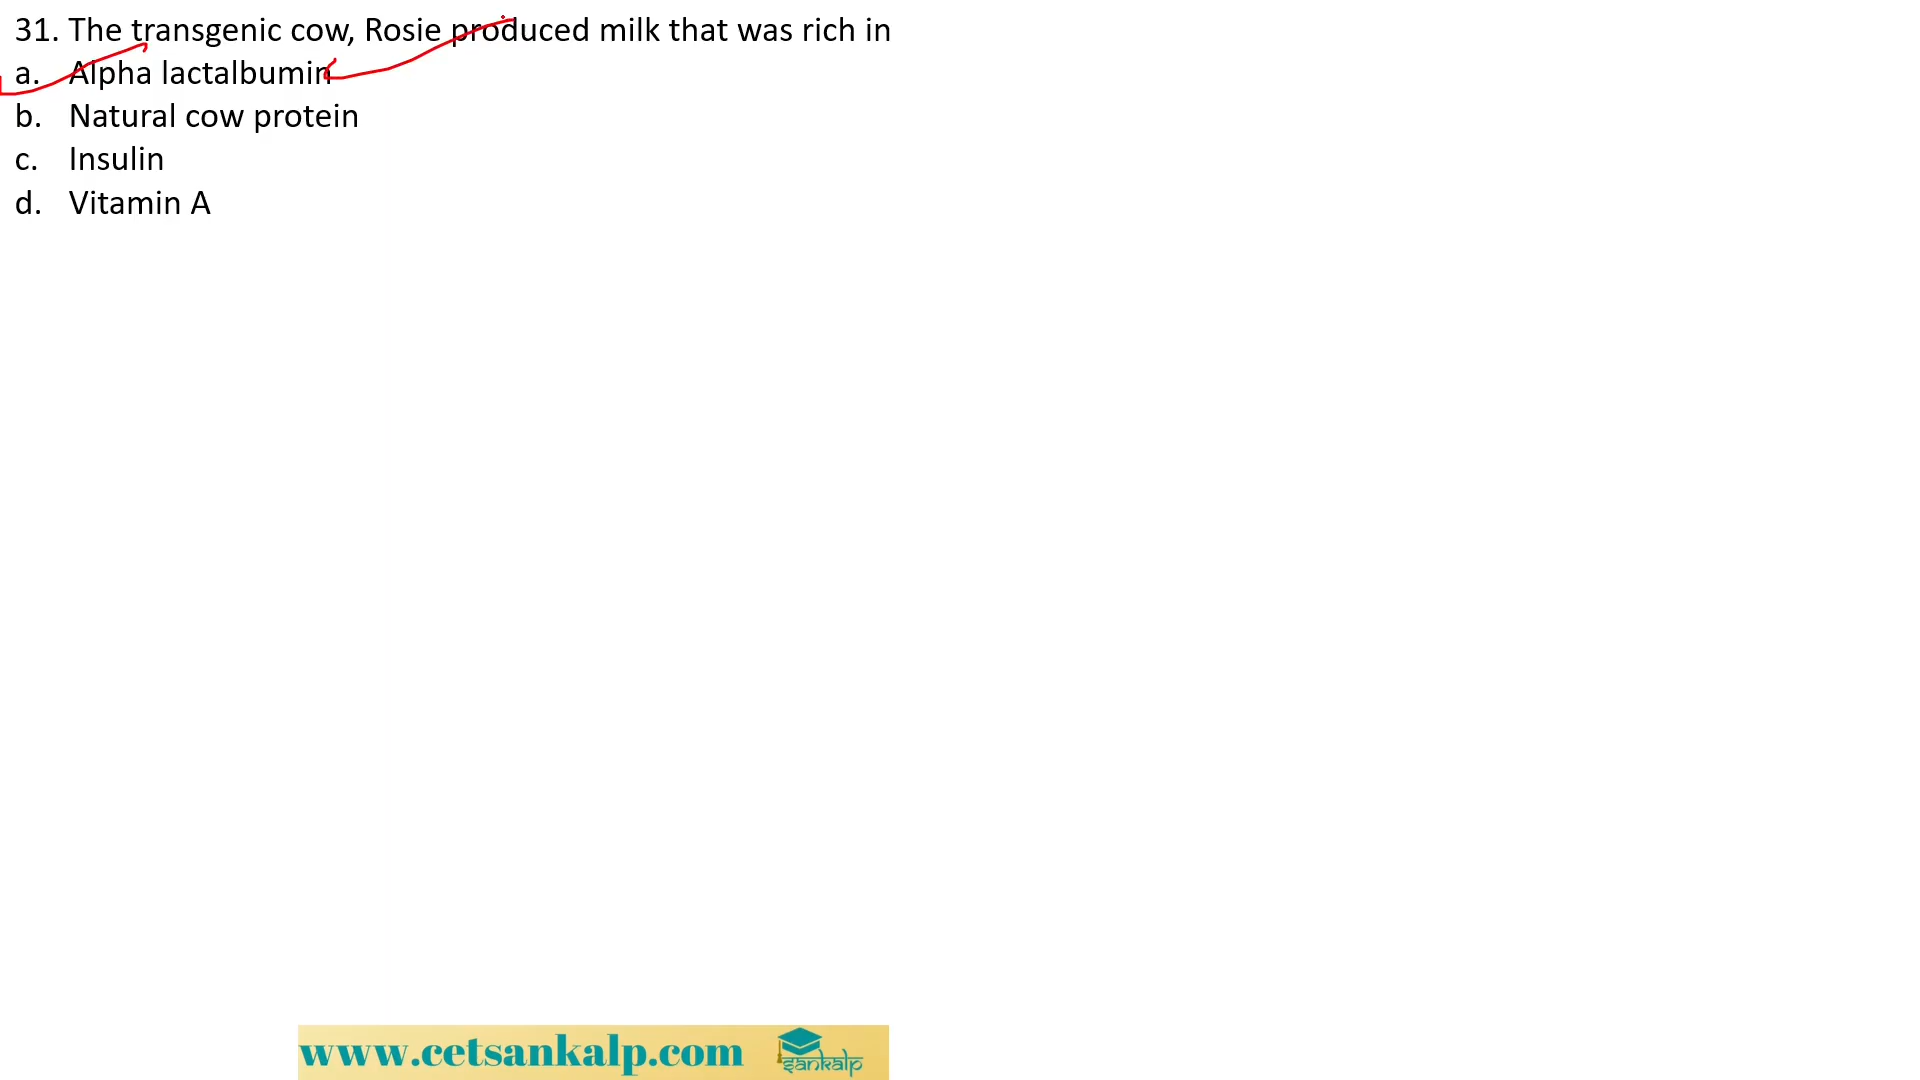 31. The transgenic cow, Rosie produced milk that was rich in
a. Alpha lactalbumin
b. Natural cow protein
c. Insulin
d. Vitamin A
www.cetsankalp.com
संankalp